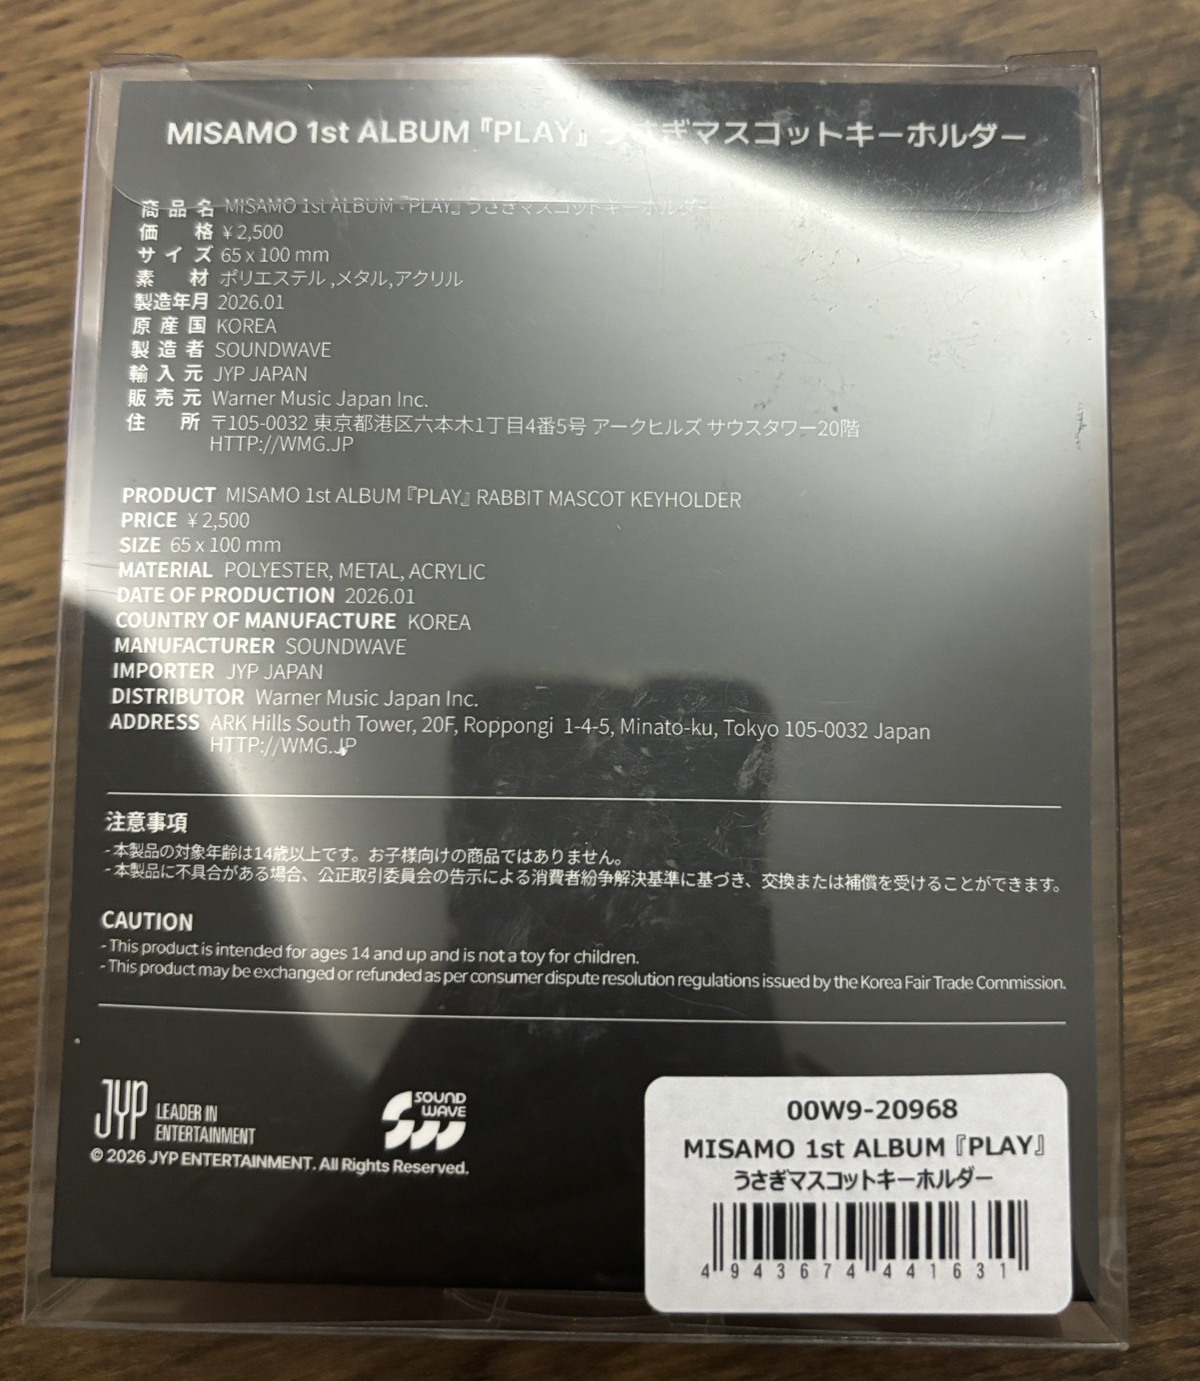 MISAMO 1st ALBUM『PLAY』うさぎマスコットキーホルダー
商品名 MISAMO 1st ALBUM『PLAY』うさぎマスコットキーホルダー
価格 ¥2,500
サイズ 65 x 100 mm
素材 ポリエステル ,メタル,アクリル
製造年月 2026.01
原産国 KOREA
製造者 SOUNDWAVE
輸入元 JYP JAPAN
販売元 Warner Music Japan Inc.
住所 〒105-0032 東京都港区六本木1丁目4番5号 アークヒルズ サウスタワー20階
HTTP://WMG.JP
PRODUCT MISAMO 1st ALBUM『PLAY』RABBIT MASCOT KEYHOLDER
PRICE ¥2,500
SIZE 65 x 100 mm
MATERIAL POLYESTER, METAL, ACRYLIC
DATE OF PRODUCTION 2026.01
COUNTRY OF MANUFACTURE KOREA
MANUFACTURER SOUNDWAVE
IMPORTER JYP JAPAN
DISTRIBUTOR Warner Music Japan Inc.
ADDRESS ARK Hills South Tower, 20F, Roppongi 1-4-5, Minato-ku, Tokyo 105-0032 Japan
HTTP://WMG.JP
注意事項
-本製品の対象年齢は14歳以上です。お子様向けの商品ではありません。
-本製品に不具合がある場合、公正取引委員会の告示による消費者紛争解決基準に基づき、交換または補償を受けることができます。
CAUTION
-This product is intended for ages 14 and up and is not a toy for children.
-This product may be exchanged or refunded as per consumer dispute resolution regulations issued by the Korea Fair Trade Commission.
JYP LEADER IN
ENTERTAINMENT
SOUND
WAVE
© 2026 JYP ENTERTAINMENT. All Rights Reserved.
00W9-20968
MISAMO 1st ALBUM『PLAY』
うさぎマスコットキーホルダー
4 943674 441631